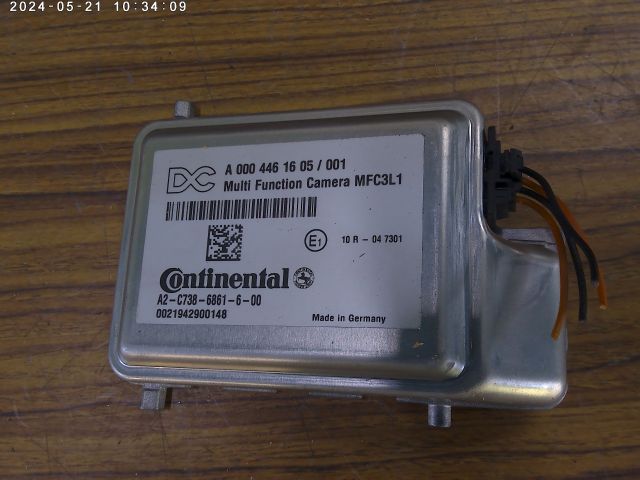 2024-05-21 10:34:09
DC A 000 446 16 05 / 001
Multi Function Camera MFC3L1
E1 10 R - 04 7301
Continental
A2-C738-6861-6-00
0021942900148
Made in Germany